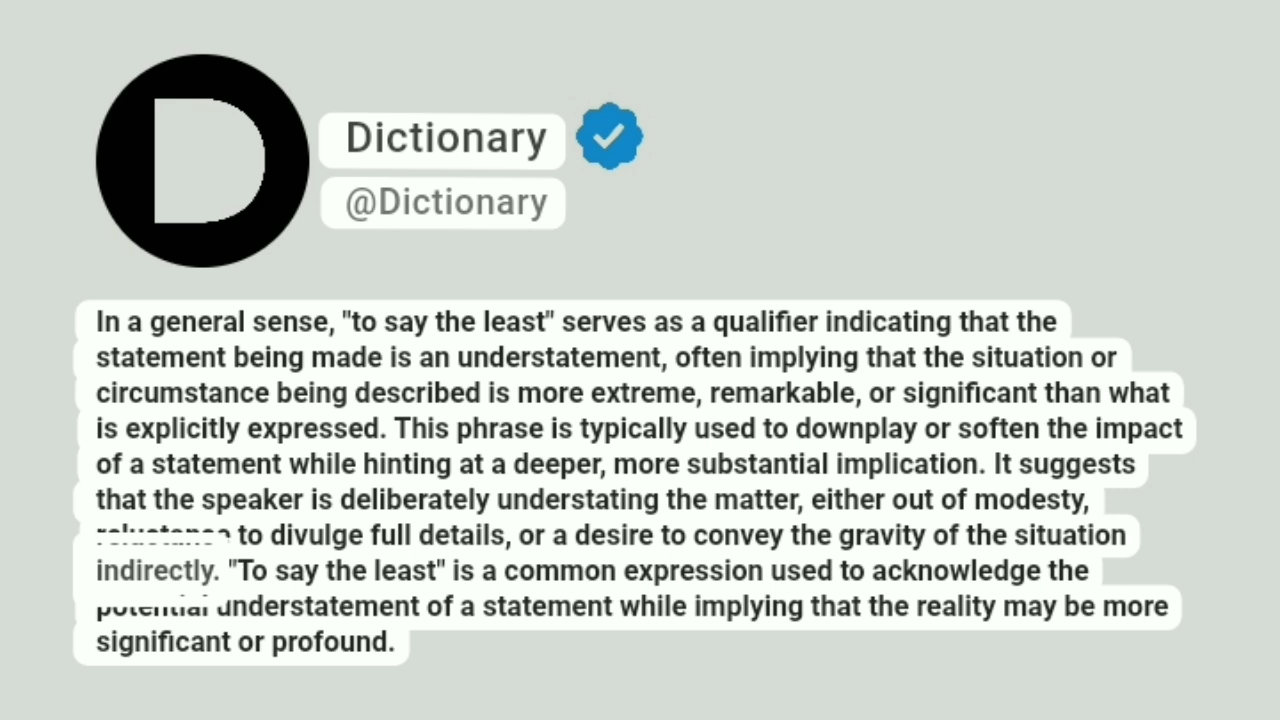 Dictionary
@Dictionary
In a general sense, "to say the least" serves as a qualifier indicating that the
statement being made is an understatement, often implying that the situation or
circumstance being described is more extreme, remarkable, or significant than what
is explicitly expressed. This phrase is typically used to downplay or soften the impact
of a statement while hinting at a deeper, more substantial implication. It suggests
that the speaker is deliberately understating the matter, either out of modesty,
to divulge full details, or a desire to convey the gravity of the situation
indirectly. "To say the least" is a common expression used to acknowledge the
potential understatement of a statement while implying that the reality may be more
significant or profound.